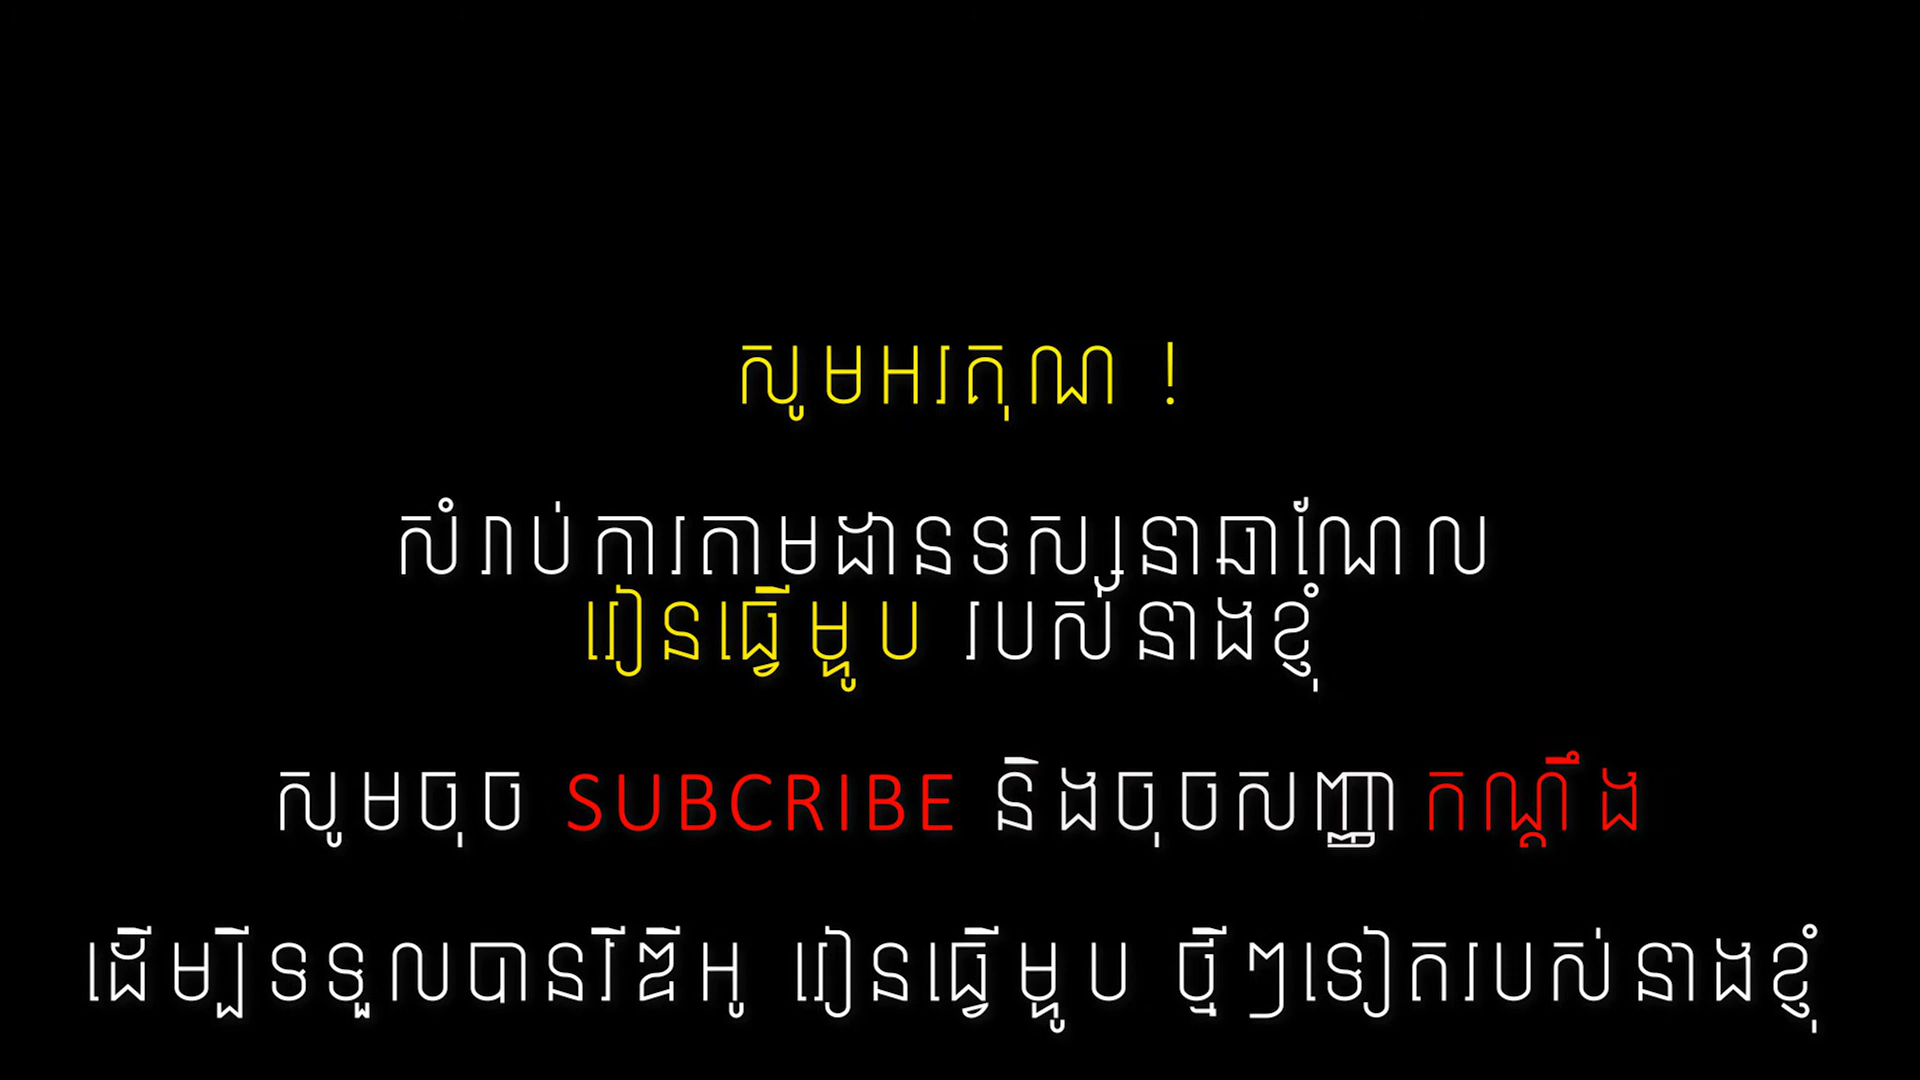 សូមអរគុណ !
សំរាប់ការតាមដានទស្សនាឆាណែល
រៀនធ្វើម្ហូប របស់នាងខ្ញុំ
សូមចុច SUBCRIBE និងចុចសញ្ញាកណ្ដឹង
ដើម្បីទទួលបានវីឌីអូ រៀនធ្វើម្ហូប ថ្មីៗទៀតរបស់នាងខ្ញុំ